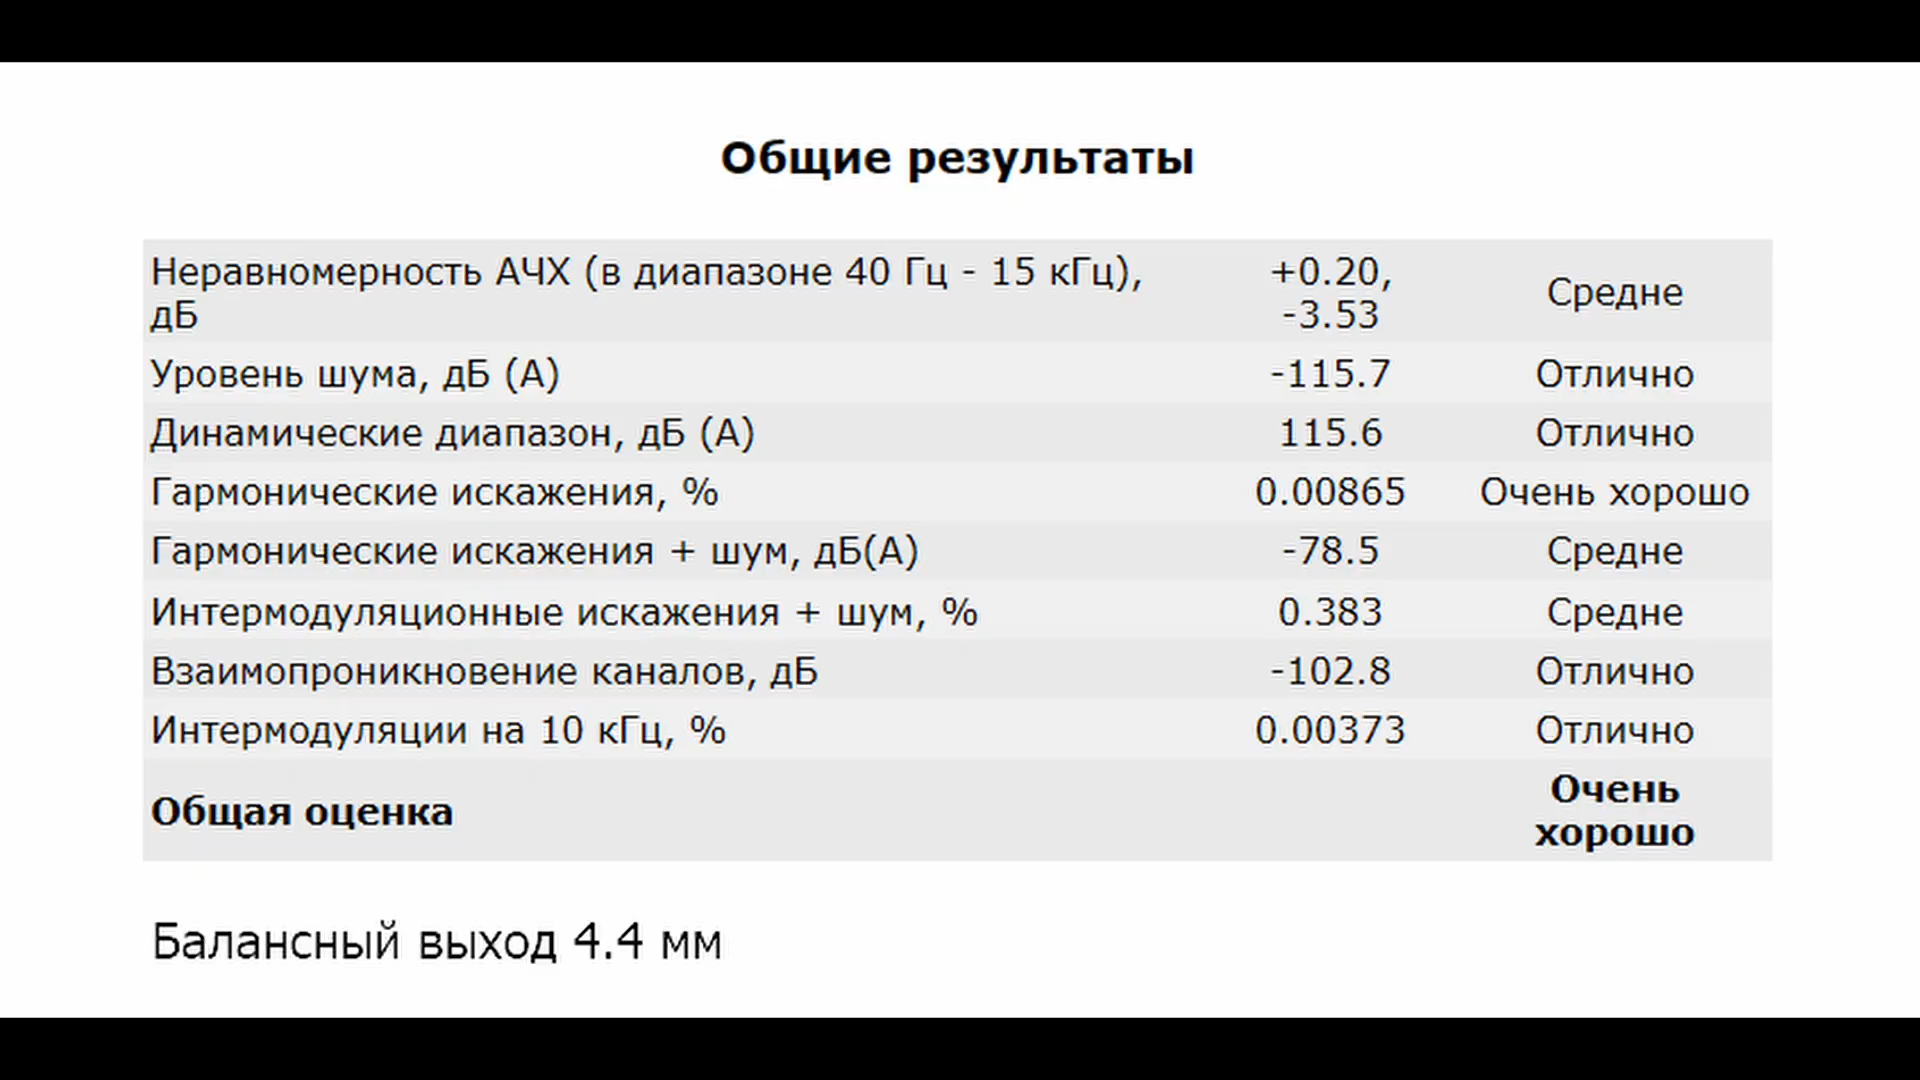 Общие результаты
Неравномерность АЧХ (в диапазоне 40 Гц - 15 кГц), дБ +0.20, -3.53 Средне
Уровень шума, дБ (А) -115.7 Отлично
Динамический диапазон, дБ (А) 115.6 Отлично
Гармонические искажения, % 0.00865 Очень хорошо
Гармонические искажения + шум, дБ(А) -78.5 Средне
Интермодуляционные искажения + шум, % 0.383 Средне
Взаимопроникновение каналов, дБ -102.8 Отлично
Интермодуляции на 10 кГц, % 0.00373 Отлично
Общая оценка Очень хорошо
Балансный выход 4.4 мм